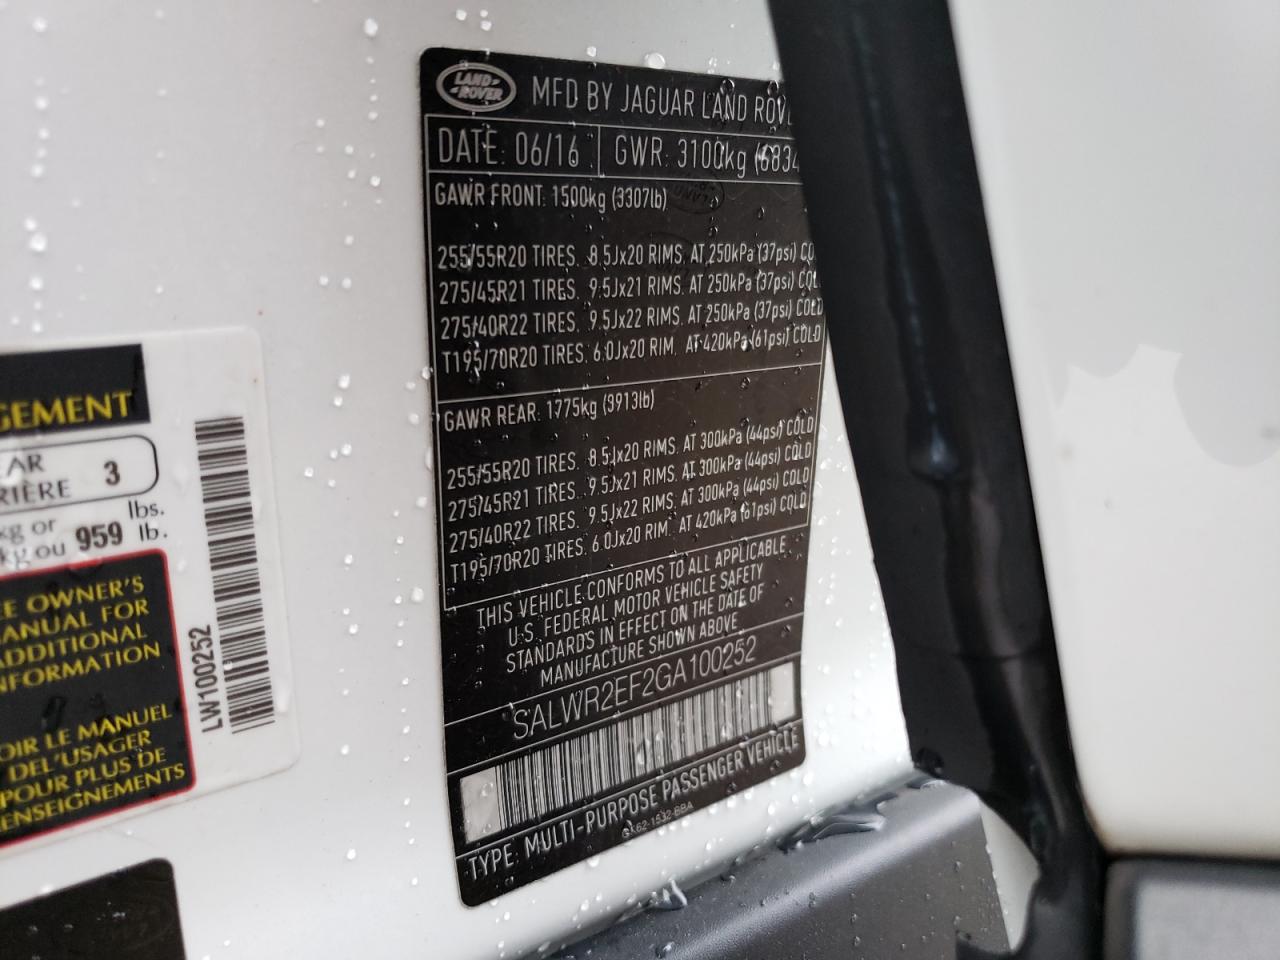 LAND ROVER
MFD BY JAGUAR LAND
DATE: 06/16 GWR: 3100kg
GAWR FRONT: 1500kg (3307lb)
255/55R20 TIRES. 8.5Jx20 RIMS. AT 250kPa (37psi)
275/45R21 TIRES. 9.5Jx21 RIMS. AT 250kPa (37psi)
275/40R22 TIRES. 9.5Jx22 RIMS. AT 250kPa (37psi) COLD
T195/70R20 TIRES. 6.0Jx20 RIM. AT 420kPa (61psi) COLD
GAWR REAR: 1775kg (3913lb)
255/55R20 TIRES. 8.5Jx20 RIMS. AT 300kPa (44psi) COLD
275/45R21 TIRES. 9.5Jx21 RIMS. AT 300kPa (44psi) COLD
275/40R22 TIRES. 9.5Jx22 RIMS. AT 300kPa (44psi) COLD
T195/70R20 TIRES. 6.0Jx20 RIM. AT 420kPa (61psi) COLD
THIS VEHICLE CONFORMS TO ALL APPLICABLE
U.S. FEDERAL MOTOR VEHICLE SAFETY
STANDARDS IN EFFECT ON THE DATE OF
MANUFACTURE SHOWN ABOVE
SALWR2EF2GA100252
TYPE: MULTI-PURPOSE PASSENGER VEHICLE
GEMENT
AR
RIÈRE 3
kg or lbs.
kg ou 959 lb.
OWNER'S
MANUAL FOR
ADDITIONAL
INFORMATION
LE MANUEL
DEL'USAGER
POUR PLUS DE
ENSEIGNEMENTS
LW100252